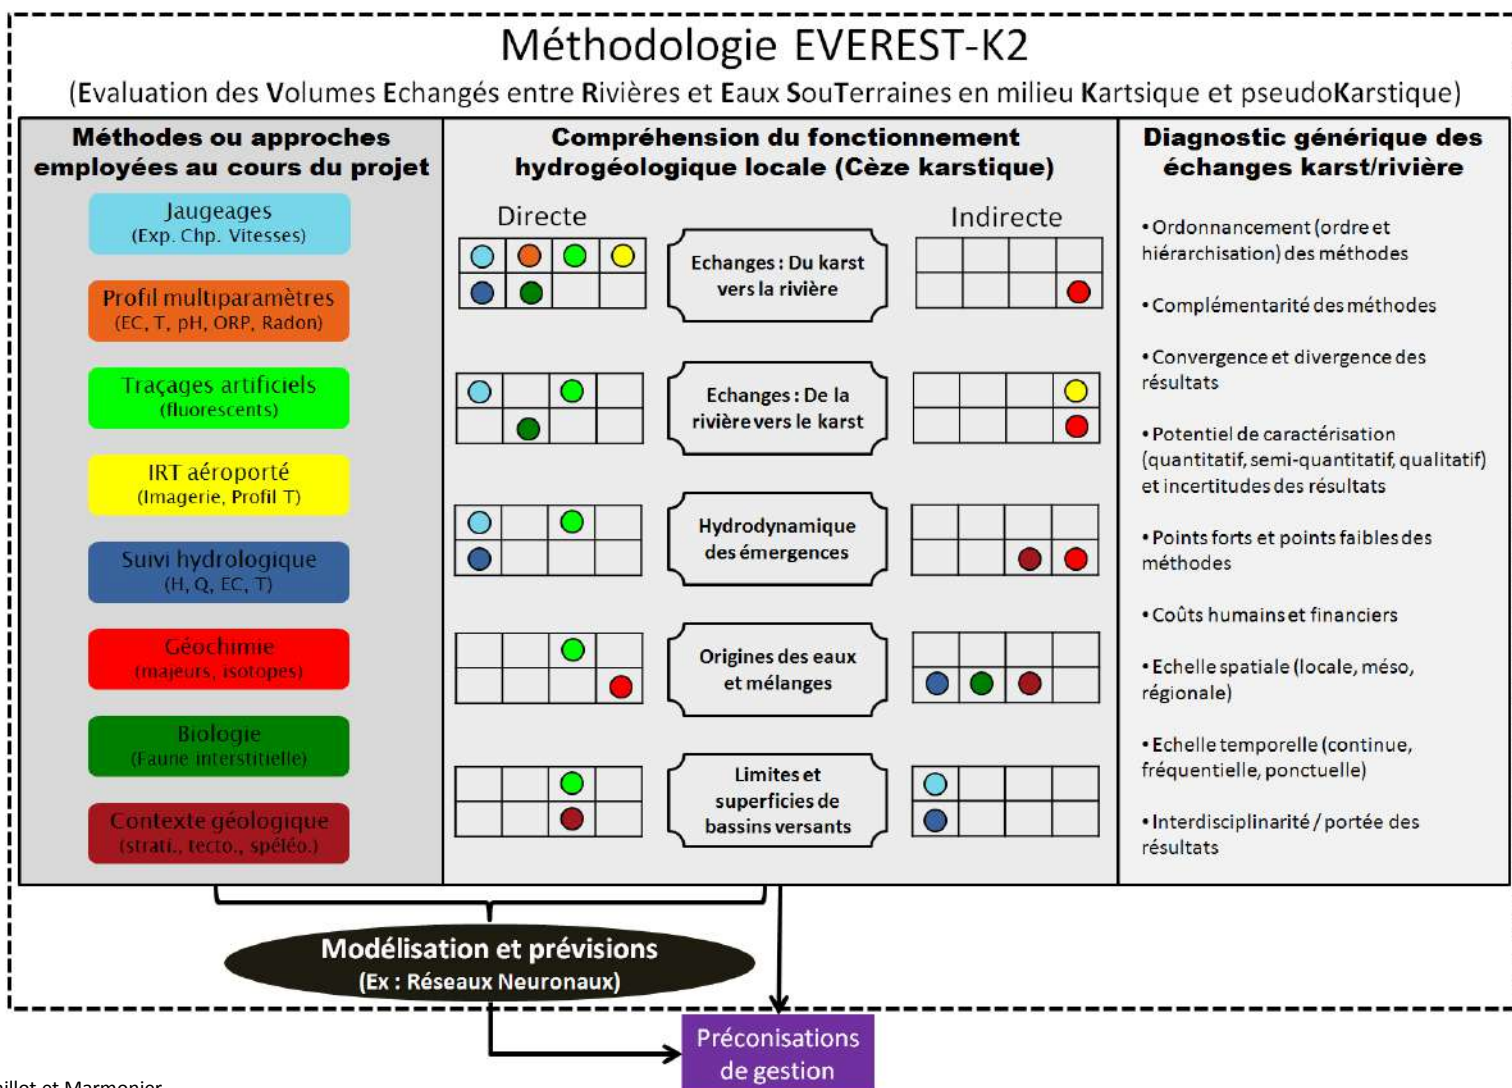 Méthodologie EVEREST-K2
(Evaluation des Volumes Echangés entre Rivières et Eaux SouTerraines en milieu Kartsique et pseudoKarstique)
Méthodes ou approches
employées au cours du projet
Jaugeages
(Exp. Chp. Vitesses)
Profil multiparamètres
(EC, T, pH, ORP, Radon)
Traçages artificiels
(fluorescents)
IRT aéroporté
(Imagerie, Profil T)
Suivi hydrologique
(H, Q, EC, T)
Géochimie
(majeurs, isotopes)
Biologie
(Faune interstitielle)
Contexte géologique
(strati., tecto., spéléo.)
Compréhension du fonctionnement
hydrogéologique locale (Cèze karstique)
Directe
Indirecte
Echanges : Du karst
vers la rivière
Echanges : De la
rivière vers le karst
Hydrodynamique
des émergences
Origines des eaux
et mélanges
Limites et
superficies de
bassins versants
Diagnostic générique des
échanges karst/rivière
• Ordonnancement (ordre et
hiérarchisation) des méthodes
• Complémentarité des méthodes
• Convergence et divergence des
résultats
• Potentiel de caractérisation
(quantitatif, semi-quantitatif, qualitatif)
et incertitudes des résultats
• Points forts et points faibles des
méthodes
• Coûts humains et financiers
• Echelle spatiale (locale, méso,
régionale)
• Echelle temporelle (continue,
fréquentielle, ponctuelle)
• Interdisciplinarité / portée des
résultats
Modélisation et prévisions
(Ex : Réseaux Neuronaux)
Préconisations
de gestion
et Marmonier